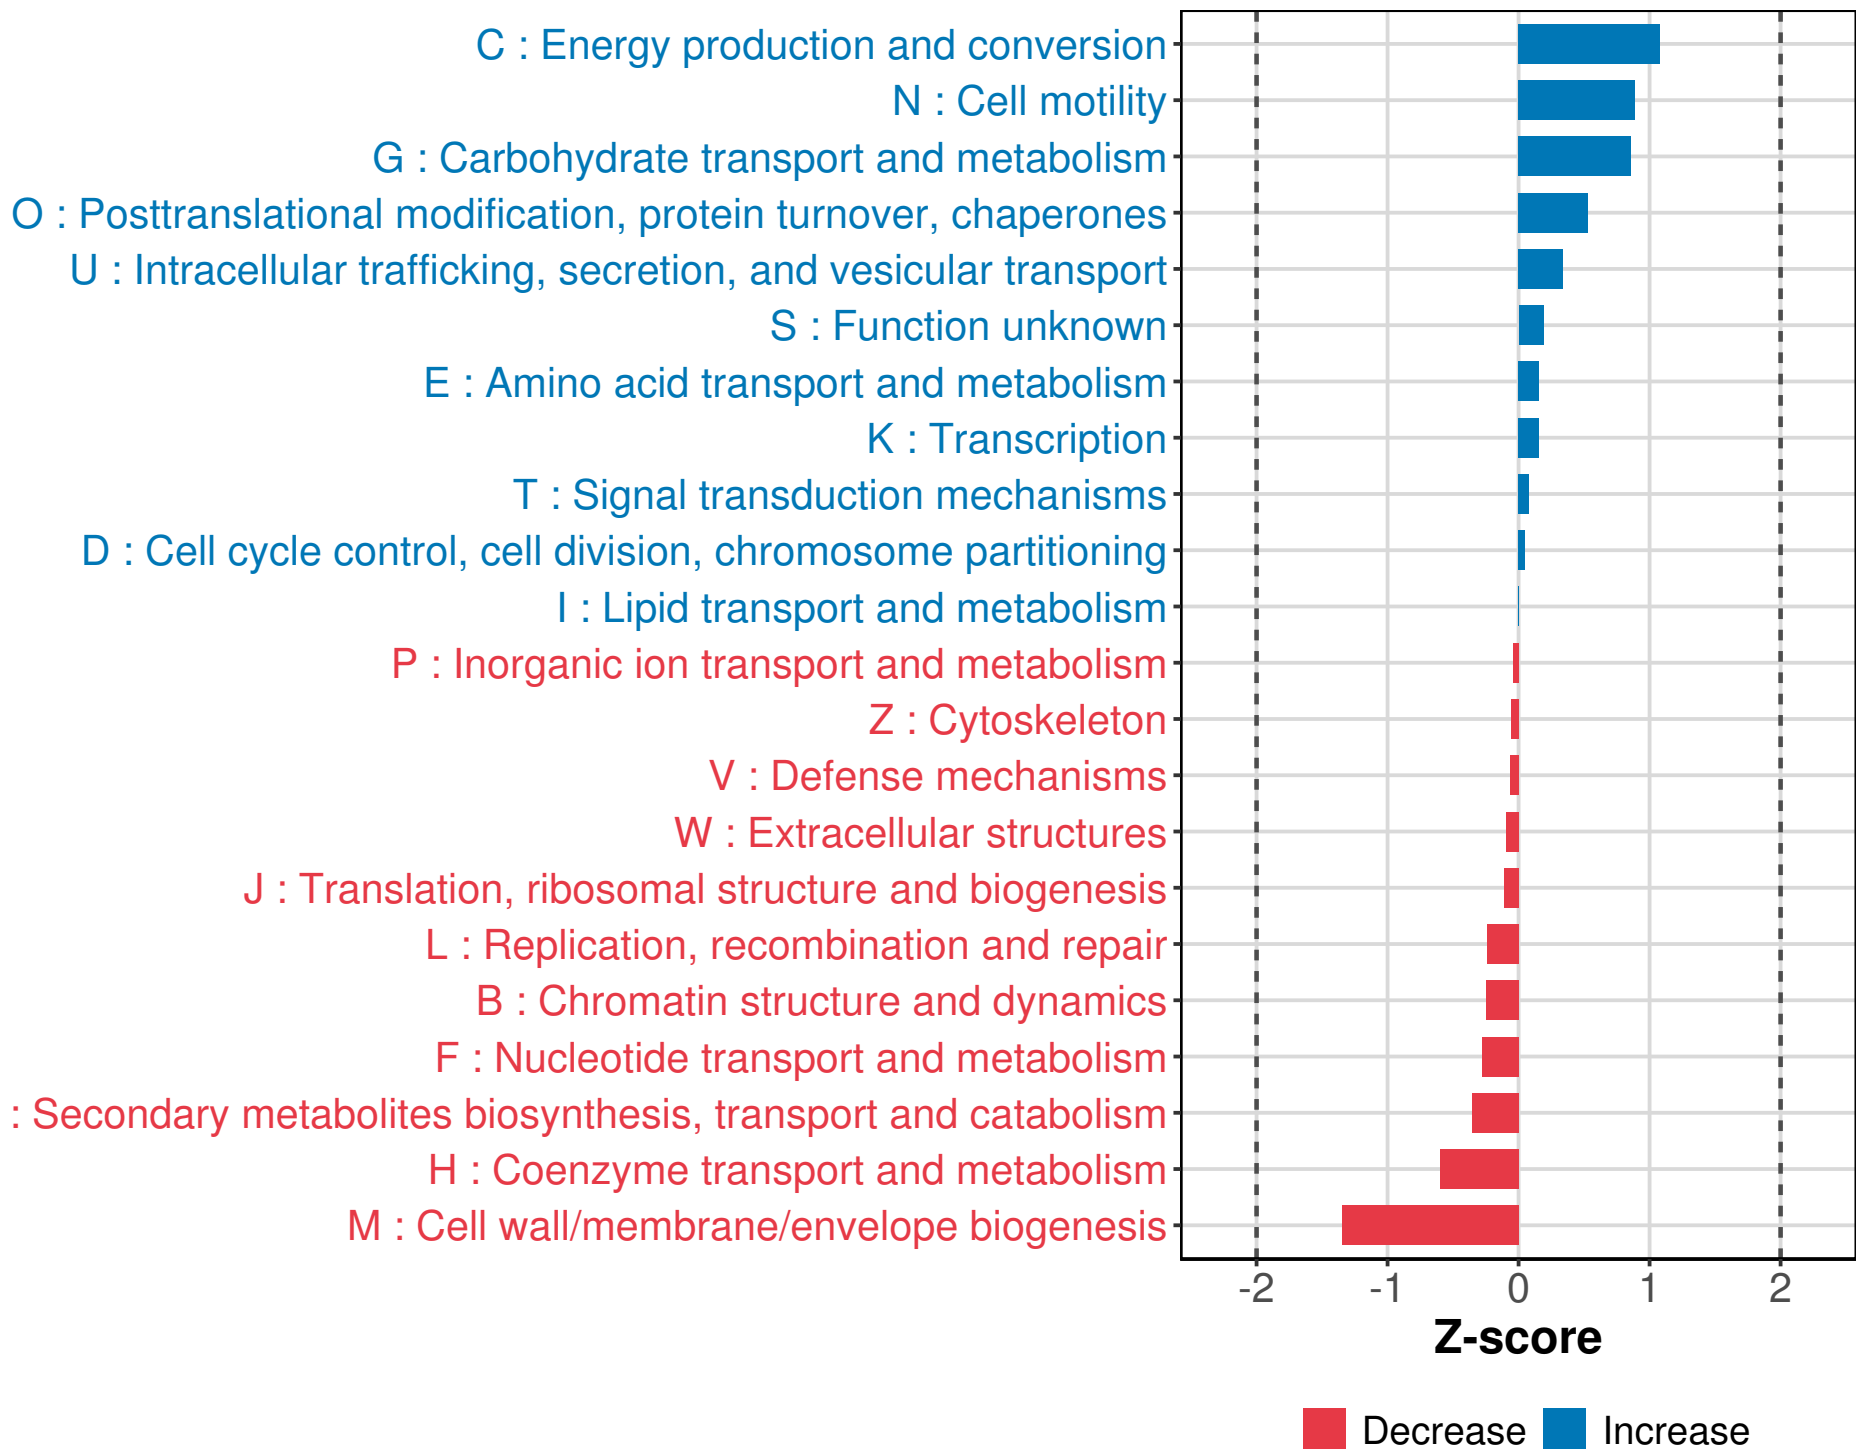 C : Energy production and conversion
N : Cell motility
G : Carbohydrate transport and metabolism
O : Posttranslational modification, protein turnover, chaperones
U : Intracellular trafficking, secretion, and vesicular transport
S : Function unknown
E : Amino acid transport and metabolism
K : Transcription
T : Signal transduction mechanisms
D : Cell cycle control, cell division, chromosome partitioning
I : Lipid transport and metabolism
P : Inorganic ion transport and metabolism
Z : Cytoskeleton
V : Defense mechanisms
W : Extracellular structures
J : Translation, ribosomal structure and biogenesis
L : Replication, recombination and repair
B : Chromatin structure and dynamics
F : Nucleotide transport and metabolism
: Secondary metabolites biosynthesis, transport and catabolism
H : Coenzyme transport and metabolism
M : Cell wall/membrane/envelope biogenesis
-2 -1 0 1 2
Z-score
Decrease Increase